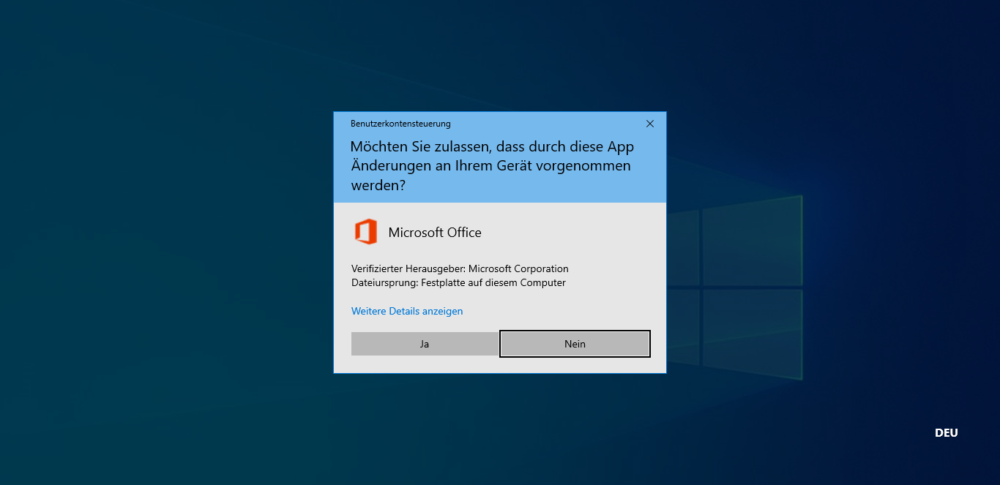 Benutzerkontensteuerung
Möchten Sie zulassen, dass durch diese App
Änderungen an Ihrem Gerät vorgenommen
werden?
Microsoft Office
Verifizierter Herausgeber: Microsoft Corporation
Dateiursprung: Festplatte auf diesem Computer
Weitere Details anzeigen
Ja
Nein
DEU